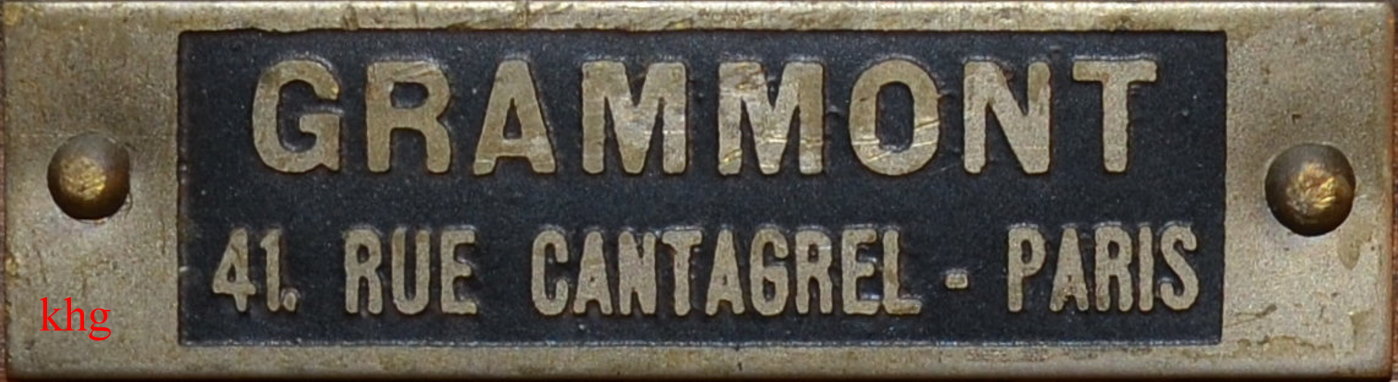 GRAMMONT
41. RUE CANTAGREL - PARIS
khg